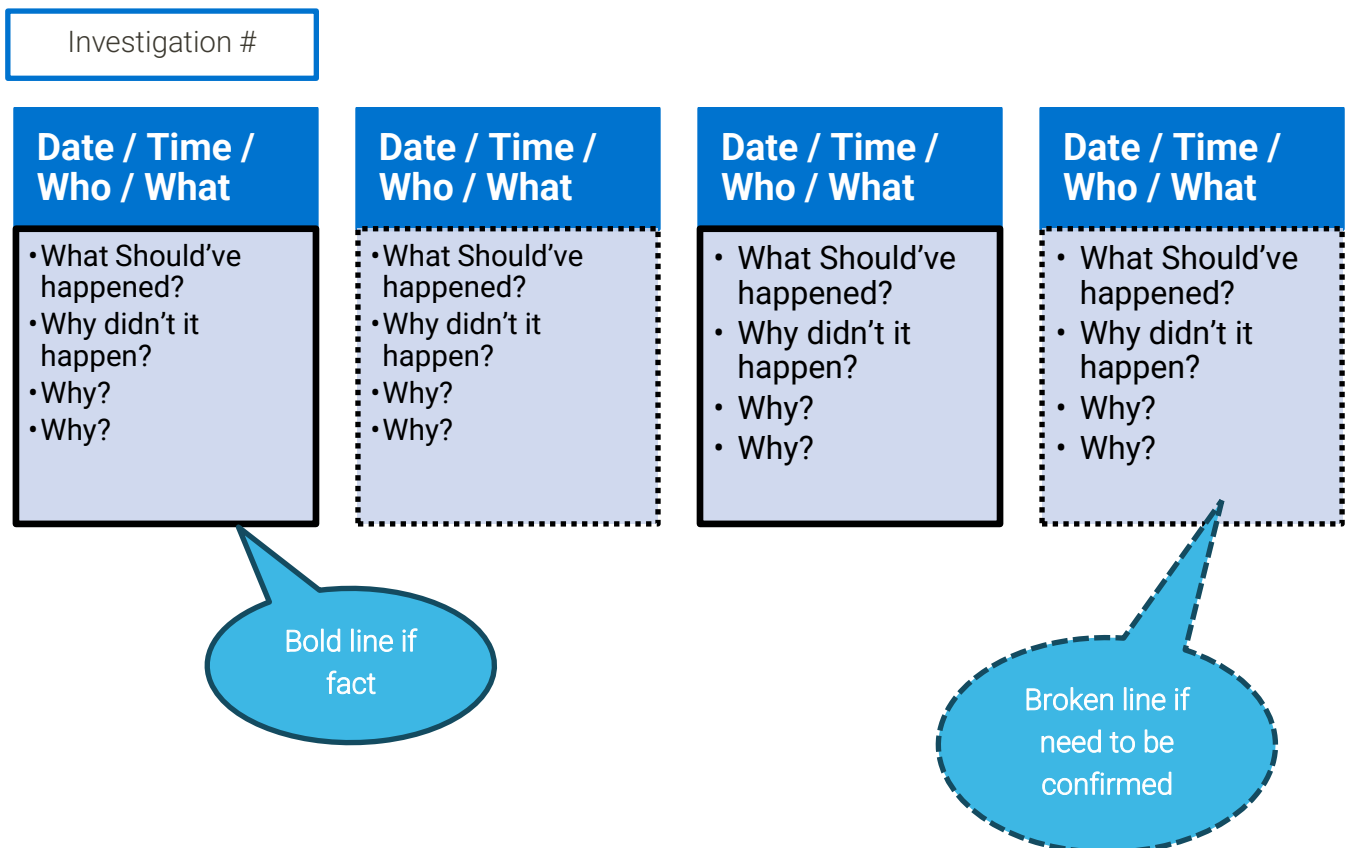 Investigation #
Date / Time /
Who / What
•What Should’ve
happened?
•Why didn’t it
happen?
•Why?
•Why?
Date / Time /
Who / What
•What Should’ve
happened?
•Why didn’t it
happen?
•Why?
•Why?
Date / Time /
Who / What
• What Should’ve
happened?
• Why didn’t it
happen?
• Why?
• Why?
Date / Time /
Who / What
• What Should’ve
happened?
• Why didn’t it
happen?
• Why?
• Why?
Bold line if
fact
Broken line if
need to be
confirmed